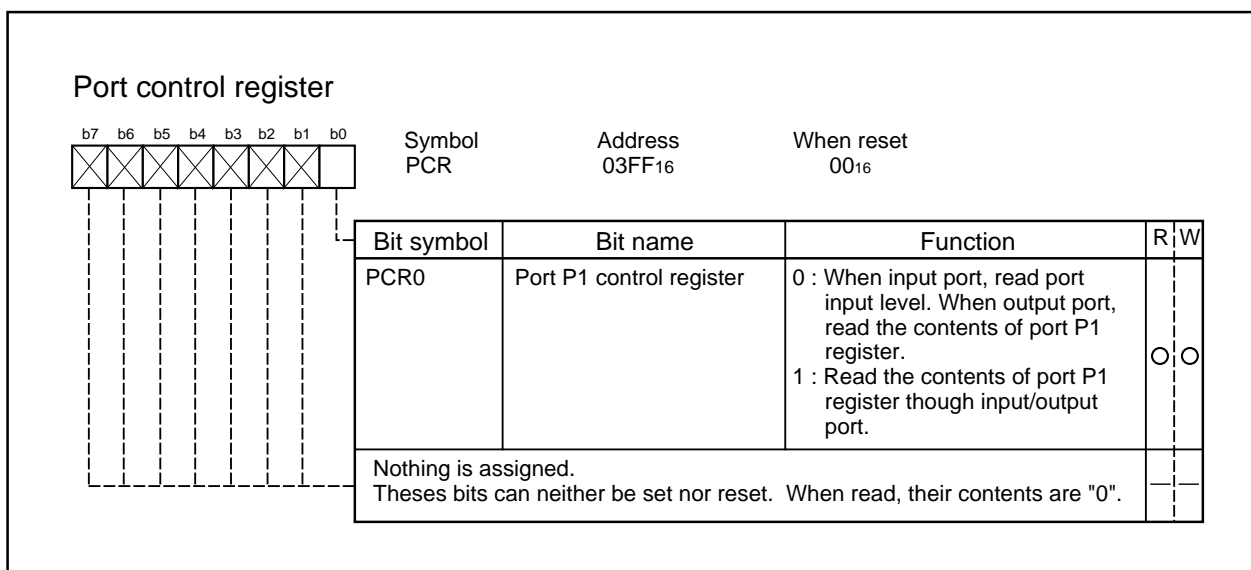 Port control register
b7 b6 b5 b4 b3 b2 b1 b0
Symbol Address When reset
PCR 03FF16 0016
Bit symbol Bit name Function R W
PCR0 Port P1 control register 0 : When input port, read port
input level. When output port,
read the contents of port P1
register.
1 : Read the contents of port P1
register though input/output
port.
Nothing is assigned.
Theses bits can neither be set nor reset. When read, their contents are "0".